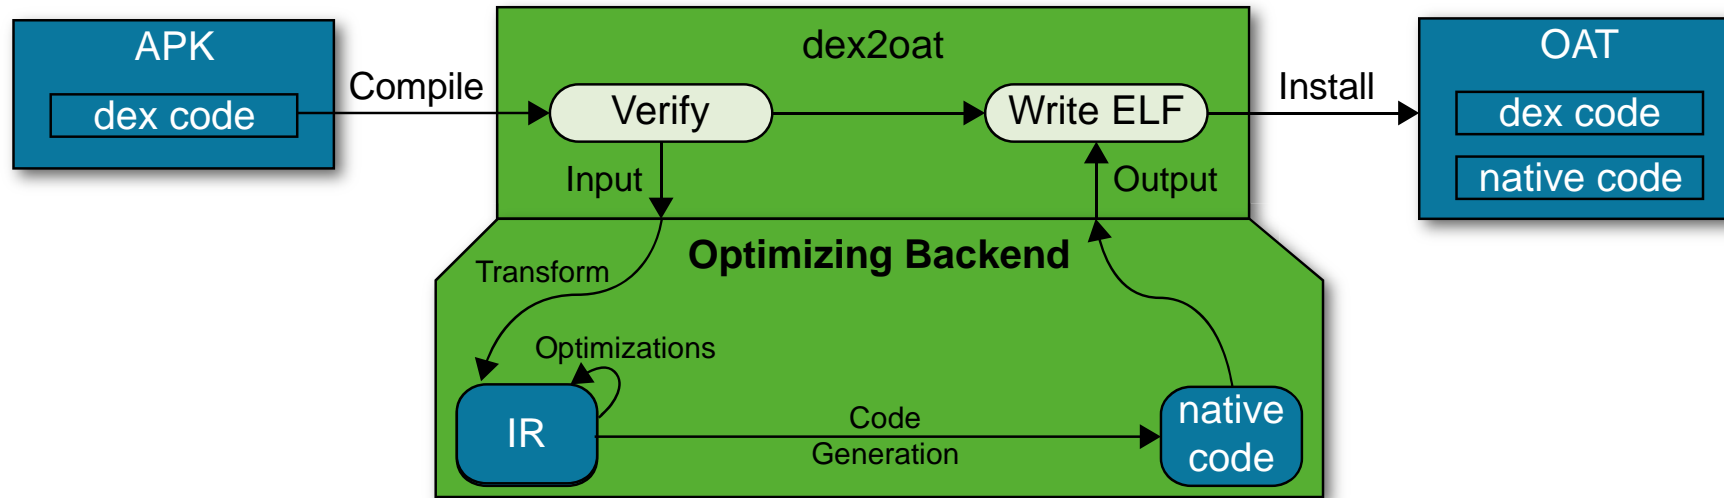 APK
dex code
Compile
dex2oat
Verify
Write ELF
Install
OAT
dex code
native code
Input
Output
Optimizing Backend
Transform
Optimizations
IR
Code
Generation
native
code